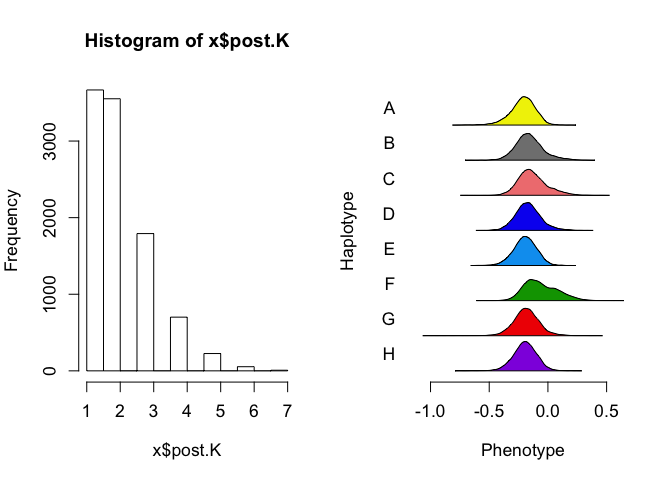 Histogram of x$post.K
Frequency
0
1000
2000
3000
1 2 3 4 5 6 7
x$post.K
Haplotype
A
B
C
D
E
F
G
H
-1.0 -0.5 0.0 0.5
Phenotype